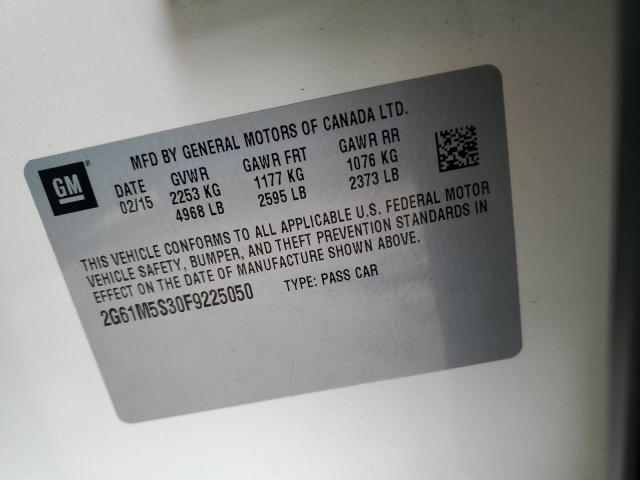 MFD BY GENERAL MOTORS OF CANADA LTD.
GM ®
DATE GVWR GAWR FRT GAWR RR
02/15 2253 KG 1177 KG 1076 KG
4968 LB 2595 LB 2373 LB
THIS VEHICLE CONFORMS TO ALL APPLICABLE U.S. FEDERAL MOTOR
VEHICLE SAFETY, BUMPER, AND THEFT PREVENTION STANDARDS IN
EFFECT ON THE DATE OF MANUFACTURE SHOWN ABOVE.
2G61M5S30F9225050 TYPE: PASS CAR